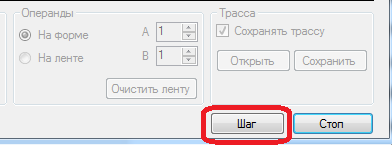 Операнды
Трасса
На форме
A 1
Сохранять трассу
На ленте
B 1
Открыть
Сохранить
Очистить ленту
Шаг
Стоп